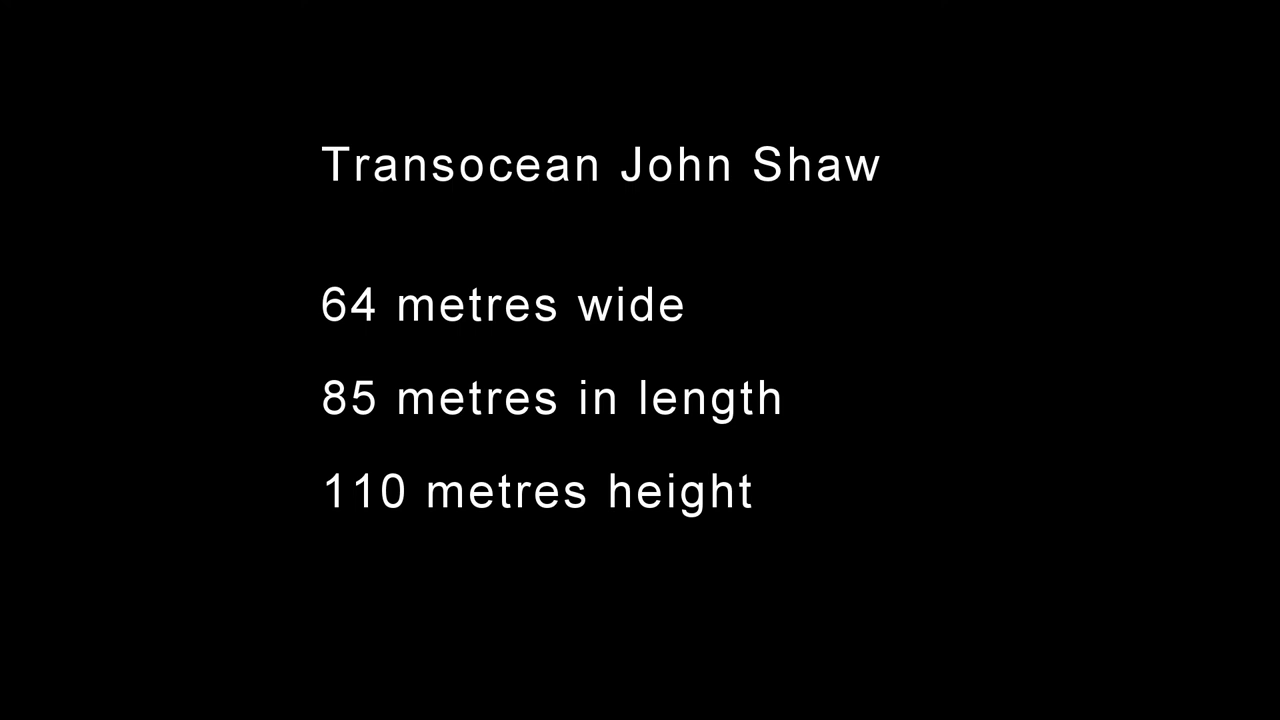 Transocean John Shaw
64 metres wide
85 metres in length
110 metres height